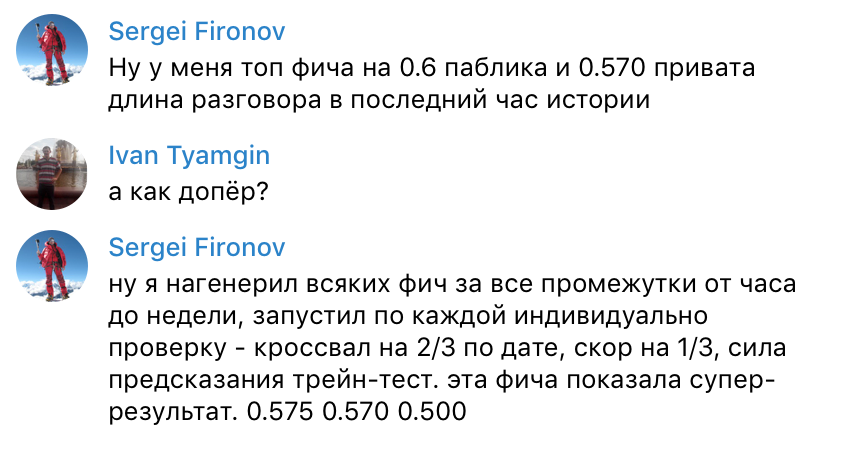 Sergei Fironov
Ну у меня топ фича на 0.6 паблика и 0.570 привата
длина разговора в последний час истории
Ivan Tyamgin
а как допёр?
Sergei Fironov
ну я нагенерил всяких фич за все промежутки от часа
до недели, запустил по каждой индивидуально
проверку - кроссвал на 2/3 по дате, скор на 1/3, сила
предсказания трейн-тест. эта фича показала супер-
результат. 0.575 0.570 0.500